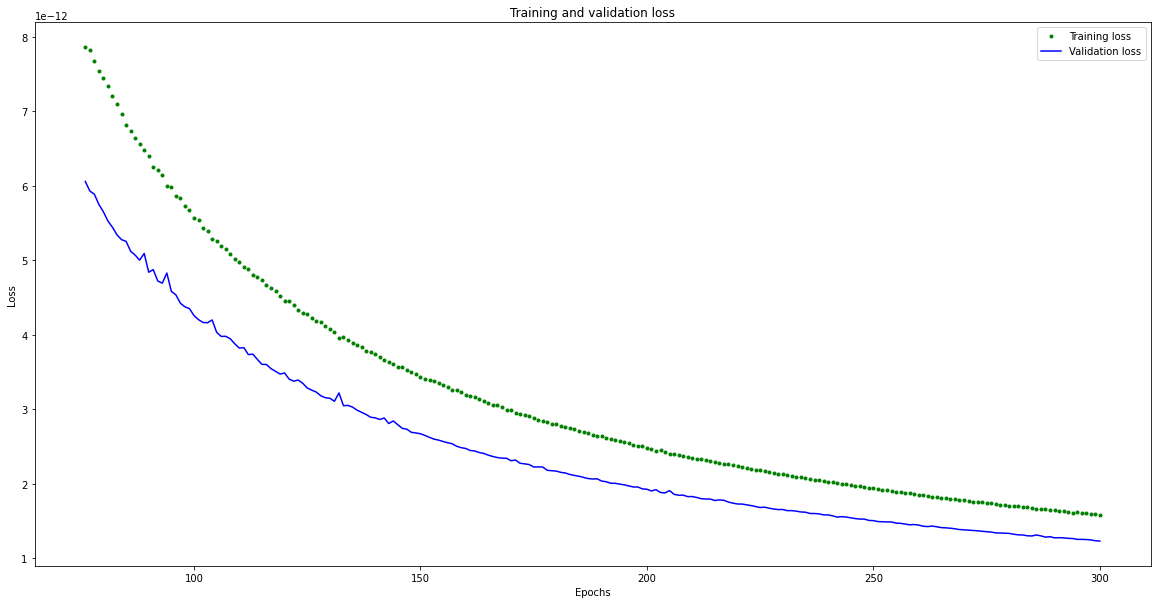 Training and validation loss
1e−12
Training loss
Validation loss
8
7
6
5
4
3
2
1
Loss
100 150 200 250 300
Epochs